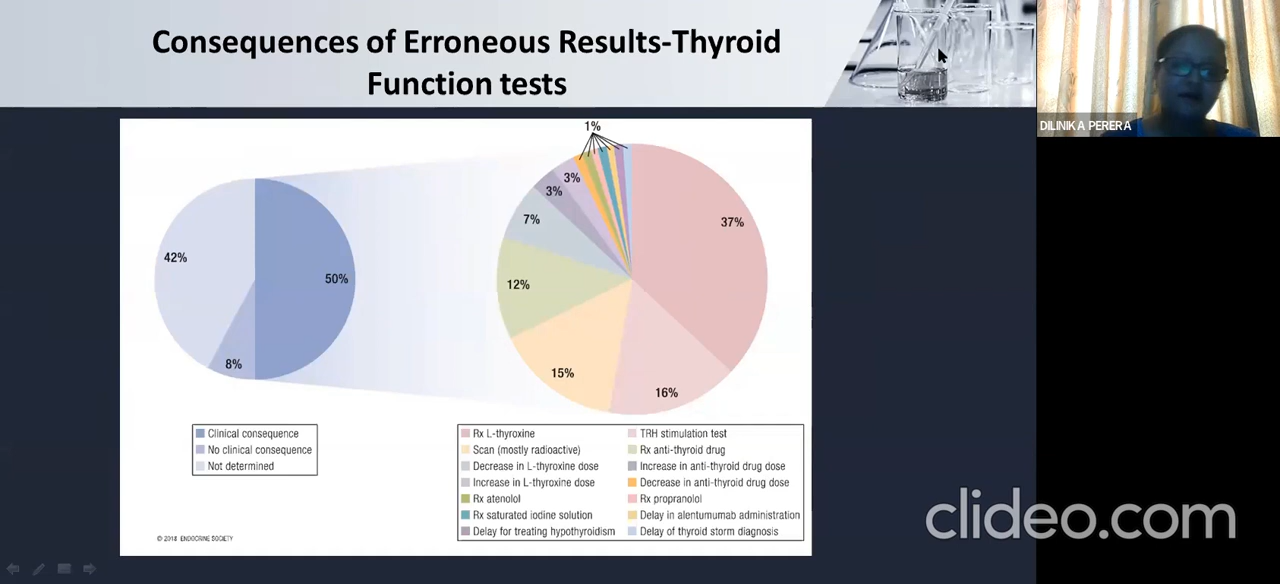 Consequences of Erroneous Results-Thyroid
Function tests
DILINIKA PERERA
1%
3%
3%
7%
12%
15%
16%
37%
42%
50%
8%
Clinical consequence
No clinical consequence
Not determined
Rx L-thyroxine
TRH stimulation test
Scan (mostly radioactive)
Rx anti-thyroid drug
Decrease in L-thyroxine dose
Increase in anti-thyroid drug dose
Increase in L-thyroxine dose
Decrease in anti-thyroid drug dose
Rx atenolol
Rx propranolol
Rx saturated iodine solution
Delay in alentumumab administration
Delay for treating hypothyroidism
Delay of thyroid storm diagnosis
© 2018 ENDOCRINE SOCIETY
clideo.com